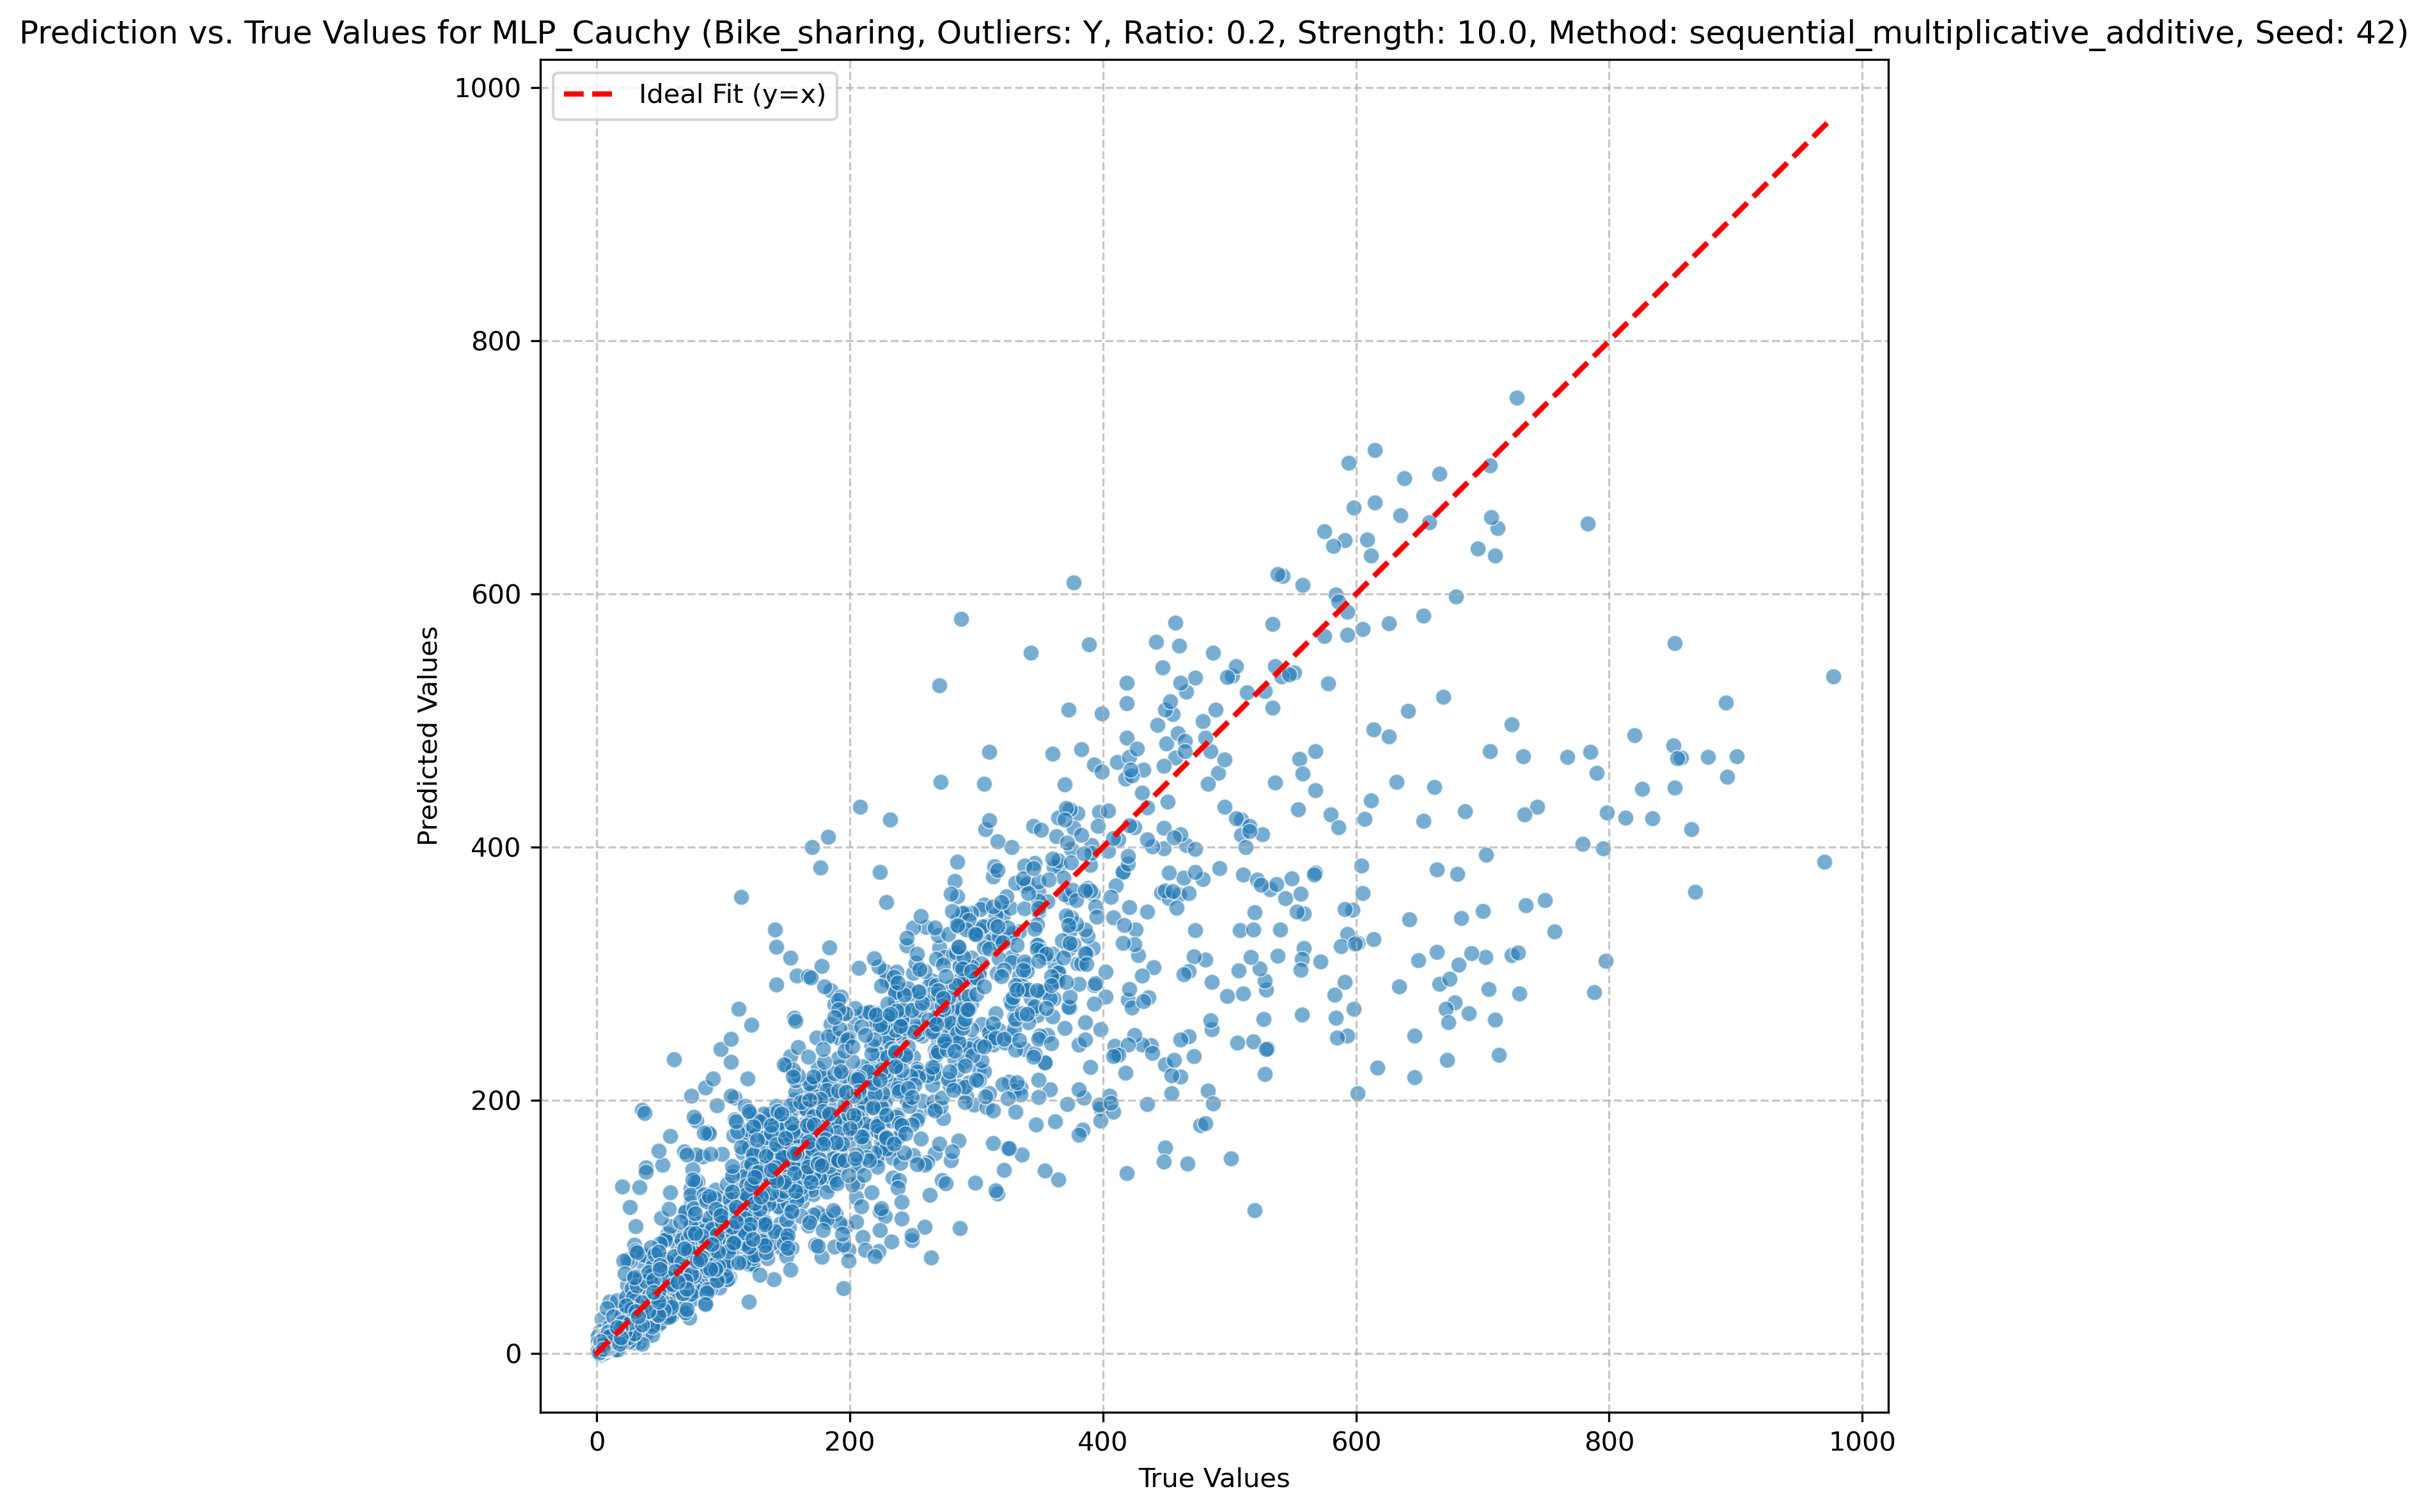 Prediction vs. True Values for MLP_Cauchy (Bike_sharing, Outliers: Y, Ratio: 0.2, Strength: 10.0, Method: sequential_multiplicative_additive, Seed: 42)
Ideal Fit (y=x)
1000
800
600
400
200
0
Predicted Values
0 200 400 600 800 1000
True Values